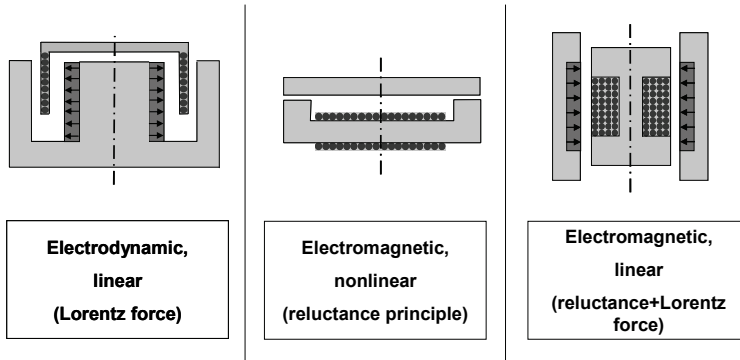 Electrodynamic,
linear
(Lorentz force)
Electromagnetic,
nonlinear
(reluctance principle)
Electromagnetic,
linear
(reluctance+Lorentz
force)